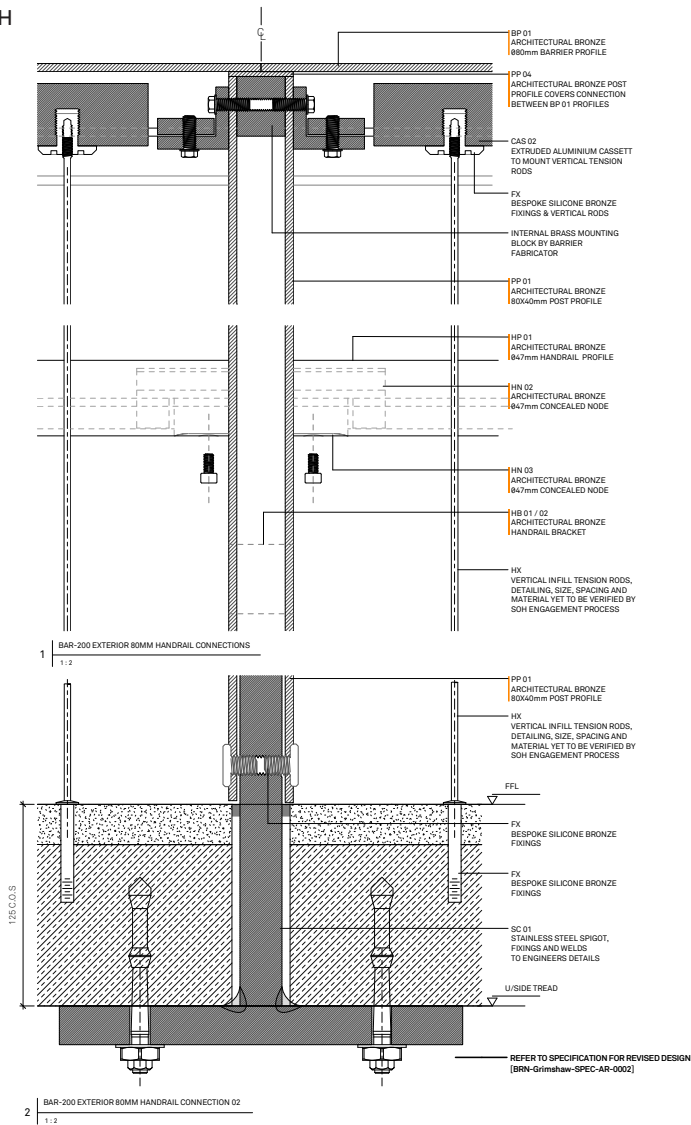 H
CL
BP 01
ARCHITECTURAL BRONZE
Ø80mm BARRIER PROFILE
PP 04
ARCHITECTURAL BRONZE POST
PROFILE COVERS CONNECTION
BETWEEN BP 01 PROFILES
CAS 02
EXTRUDED ALUMINIUM CASSETT
TO MOUNT VERTICAL TENSION
RODS
FX
BESPOKE SILICONE BRONZE
FIXINGS & VERTICAL RODS
INTERNAL BRASS MOUNTING
BLOCK BY BARRIER
FABRICATOR
PP 01
ARCHITECTURAL BRONZE
80X40mm POST PROFILE
HP 01
ARCHITECTURAL BRONZE
Ø47mm HANDRAIL PROFILE
HN 02
ARCHITECTURAL BRONZE
Ø47mm CONCEALED NODE
HN 03
ARCHITECTURAL BRONZE
Ø47mm CONCEALED NODE
HB 01 / 02
ARCHITECTURAL BRONZE
HANDRAIL BRACKET
HX
VERTICAL INFILL TENSION RODS,
DETAILING, SIZE, SPACING AND
MATERIAL YET TO BE VERIFIED BY
SOH ENGAGEMENT PROCESS
1 BAR-200 EXTERIOR 80MM HANDRAIL CONNECTIONS
1 : 2
PP 01
ARCHITECTURAL BRONZE
80X40mm POST PROFILE
HX
VERTICAL INFILL TENSION RODS,
DETAILING, SIZE, SPACING AND
MATERIAL YET TO BE VERIFIED BY
SOH ENGAGEMENT PROCESS
FFL
FX
BESPOKE SILICONE BRONZE
FIXINGS
FX
BESPOKE SILICONE BRONZE
FIXINGS
125 C.O.S
SC 01
STAINLESS STEEL SPIGOT,
FIXINGS AND WELDS
TO ENGINEERS DETAILS
U/SIDE TREAD
REFER TO SPECIFICATION FOR REVISED DESIGN
[BRN-Grimshaw-SPEC-AR-0002]
2 BAR-200 EXTERIOR 80MM HANDRAIL CONNECTION 02
1 : 2